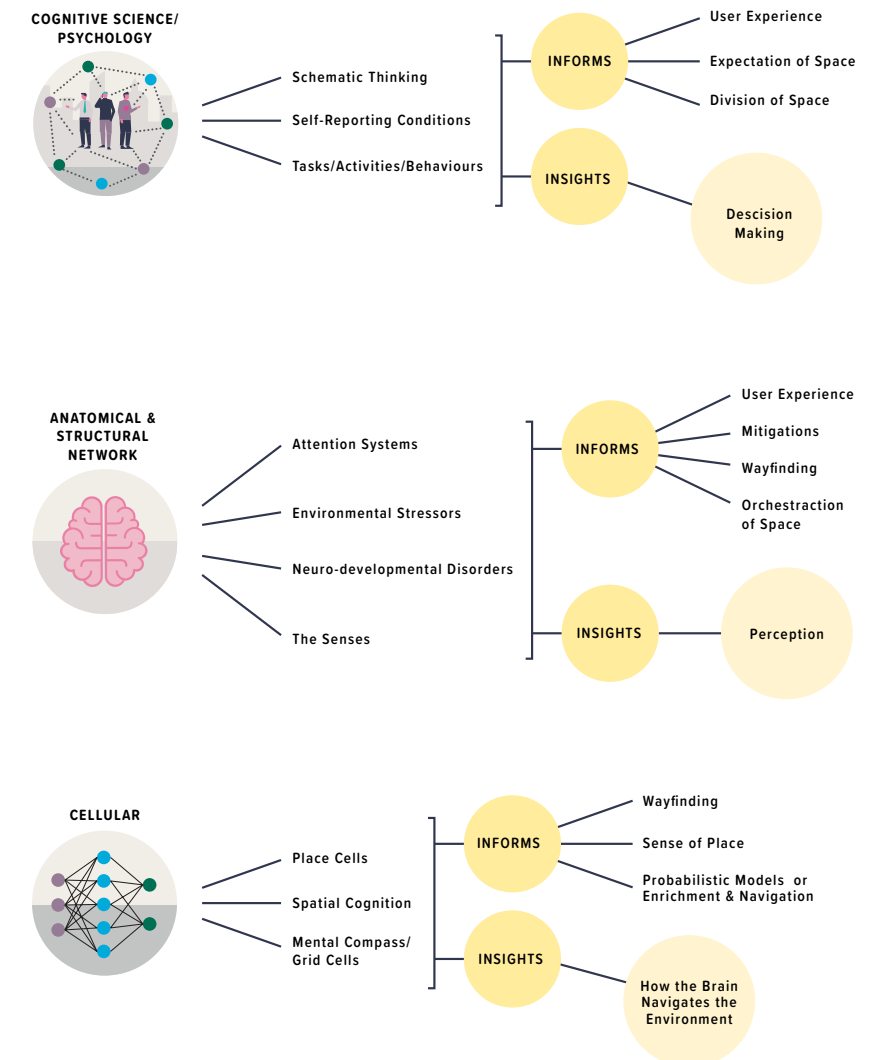 COGNITIVE SCIENCE/
PSYCHOLOGY
Schematic Thinking
Self-Reporting Conditions
Tasks/Activities/Behaviours
INFORMS
User Experience
Expectation of Space
Division of Space
INSIGHTS
Descision
Making
ANATOMICAL &
STRUCTURAL
NETWORK
Attention Systems
Environmental Stressors
Neuro-developmental Disorders
The Senses
INFORMS
User Experience
Mitigations
Wayfinding
Orchestraction
of Space
INSIGHTS
Perception
CELLULAR
Place Cells
Spatial Cognition
Mental Compass/
Grid Cells
INFORMS
Wayfinding
Sense of Place
Probabilistic Models or
Enrichment & Navigation
INSIGHTS
How the Brain
Navigates the
Environment